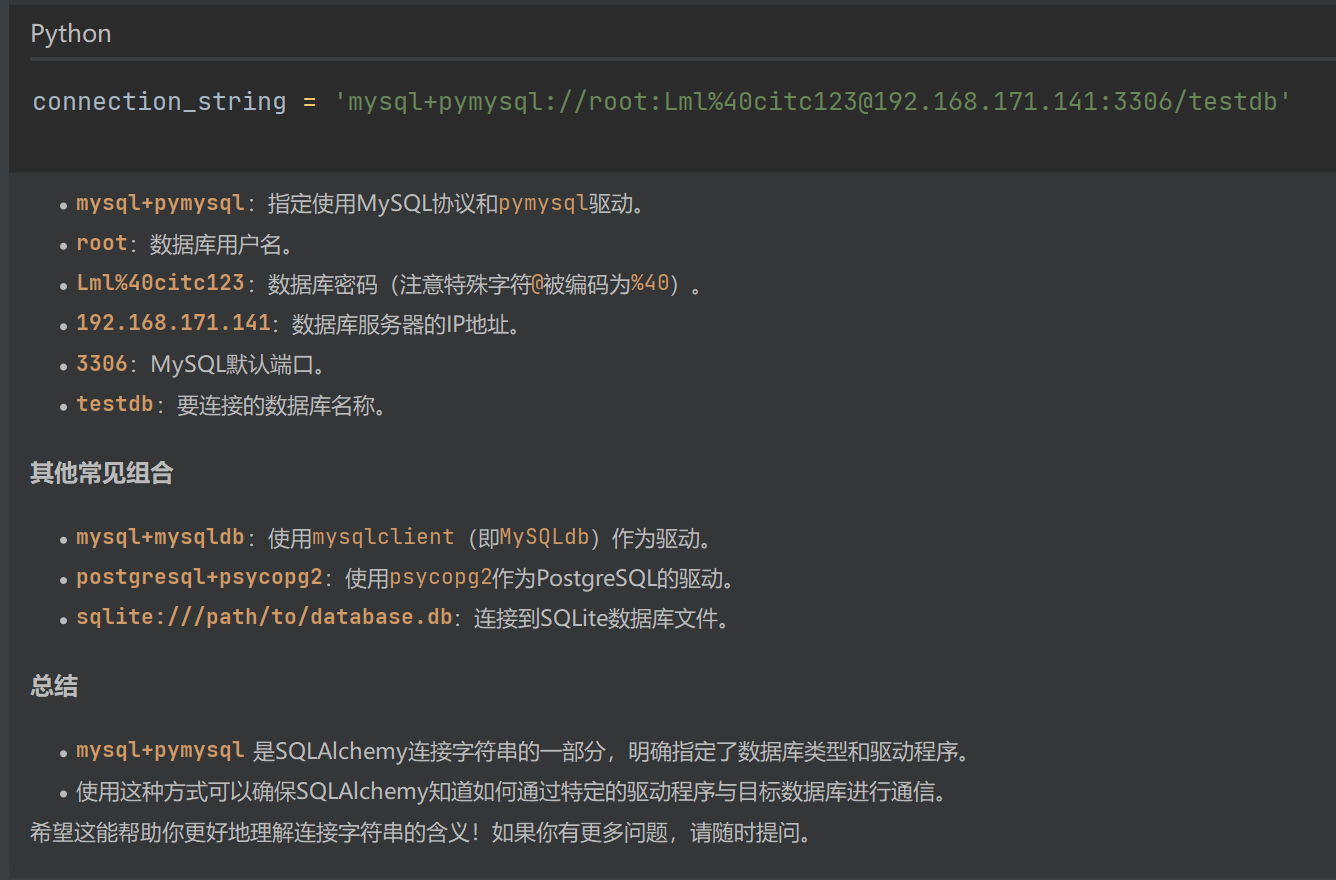 Python
connection_string = 'mysql+pymysql://root:Lml%40citc123@192.168.171.141:3306/testdb'
• mysql+pymysql：指定使用MySQL协议和pymysql驱动。
• root：数据库用户名。
• Lml%40citc123：数据库密码（注意特殊字符@被编码为%40）。
• 192.168.171.141：数据库服务器的IP地址。
• 3306：MySQL默认端口。
• testdb：要连接的数据库名称。
其他常见组合
• mysql+mysqldb：使用mysqlclient（即MySQLdb）作为驱动。
• postgresql+psycopg2：使用psycopg2作为PostgreSQL的驱动。
• sqlite:///path/to/database.db：连接到SQLite数据库文件。
总结
• mysql+pymysql 是SQLAlchemy连接字符串的一部分，明确指定了数据库类型和驱动程序。
• 使用这种方式可以确保SQLAlchemy知道如何通过特定的驱动程序与目标数据库进行通信。
希望这能帮助你更好地理解连接字符串的含义！如果你有更多问题，请随时提问。